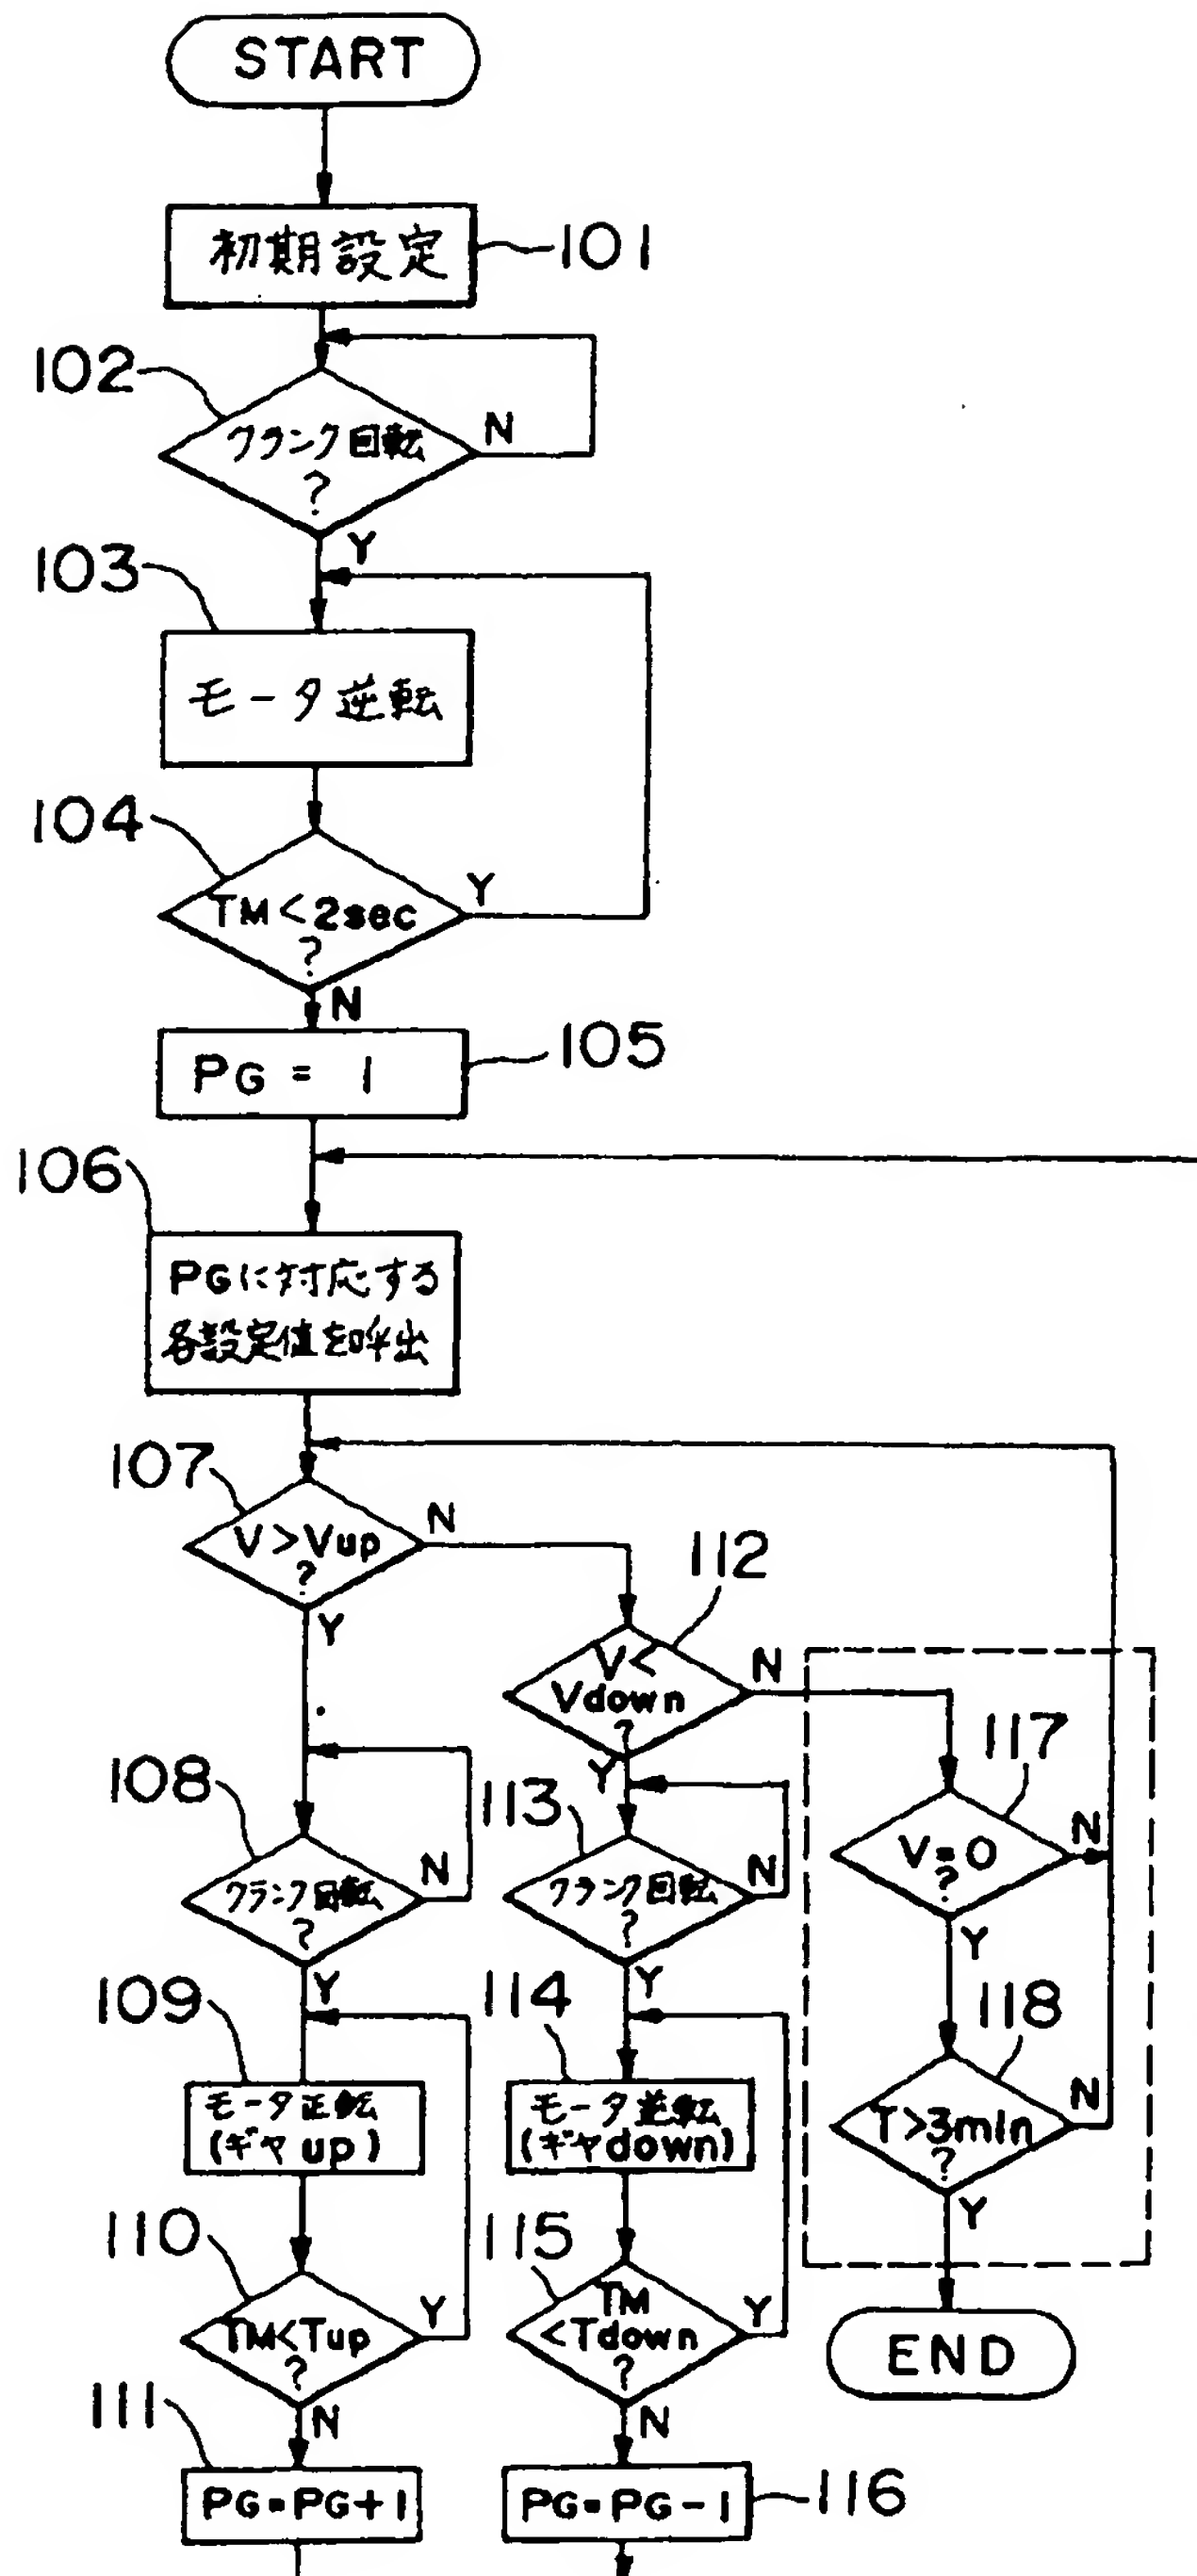 START
初期設定
101
102
クランク回転
?
N
Y
103
モータ逆転
104
TM<2sec
?
Y
N
PG = 1
105
106
PGに対応する
各設定値を呼出
107
V>Vup
?
N
Y
112
V<
Vdown
?
N
Y
108
クランク回転
?
N
Y
113
クランク回転
?
N
Y
117
V=0
?
N
Y
109
モータ正転
(ギヤup)
114
モータ逆転
(ギヤdown)
118
T>3min
?
N
Y
110
TM<Tup
?
Y
N
115
TM
<Tdown
?
Y
N
END
111
PG=PG+1
PG=PG-1
116